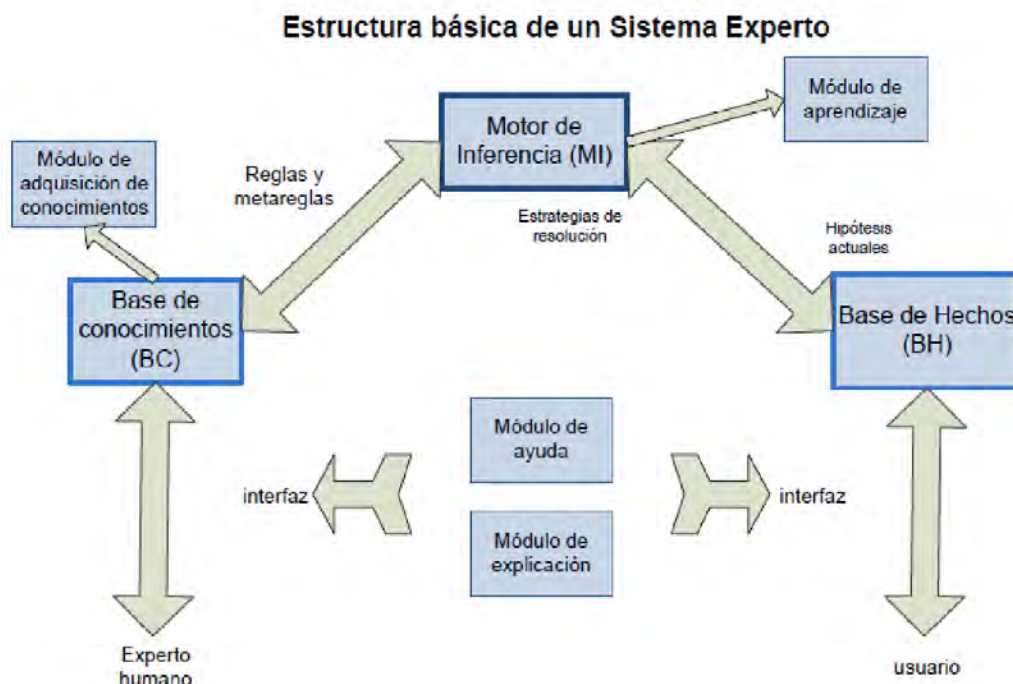 Estructura básica de un Sistema Experto
Módulo de
aprendizaje
Motor de
Inferencia (MI)
Módulo de
adquisición de
conocimientos
Reglas y
metareglas
Estrategias de
resolución
Hipótesis
actuales
Base de
conocimientos
(BC)
Base de Hechos
(BH)
Módulo de
ayuda
interfaz
interfaz
Módulo de
explicación
Experto
humano
usuario